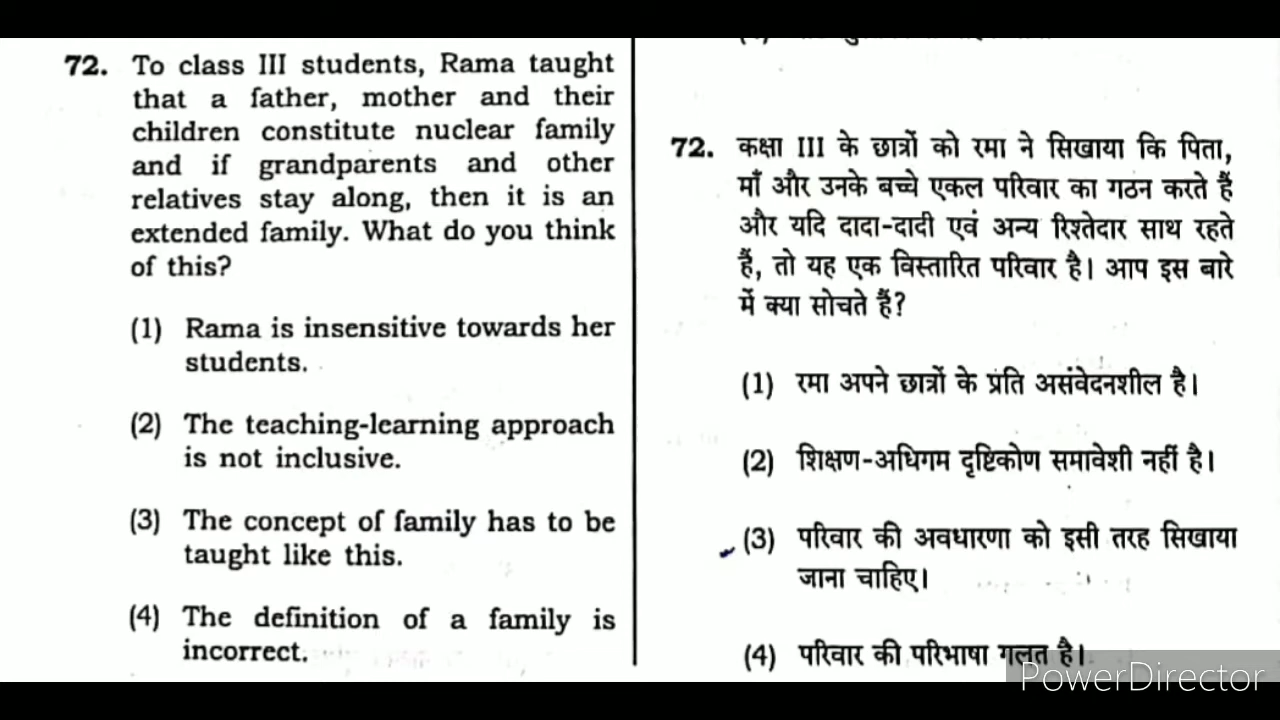 72. To class III students, Rama taught
that a father, mother and their
children constitute nuclear family
and if grandparents and other
relatives stay along, then it is an
extended family. What do you think
of this?
(1) Rama is insensitive towards her
students.
(2) The teaching-learning approach
is not inclusive.
(3) The concept of family has to be
taught like this.
(4) The definition of a family is
incorrect.
72. कक्षा III के छात्रों को रमा ने सिखाया कि पिता,
माँ और उनके बच्चे एकल परिवार का गठन करते हैं
और यदि दादा-दादी एवं अन्य रिश्तेदार साथ रहते
हैं, तो यह एक विस्तारित परिवार है। आप इस बारे
में क्या सोचते हैं?
(1) रमा अपने छात्रों के प्रति असंवेदनशील है।
(2) शिक्षण-अधिगम दृष्टिकोण समावेशी नहीं है।
(3) परिवार की अवधारणा को इसी तरह सिखाया
जाना चाहिए।
(4) परिवार की परिभाषा गलत है।
PowerDirector